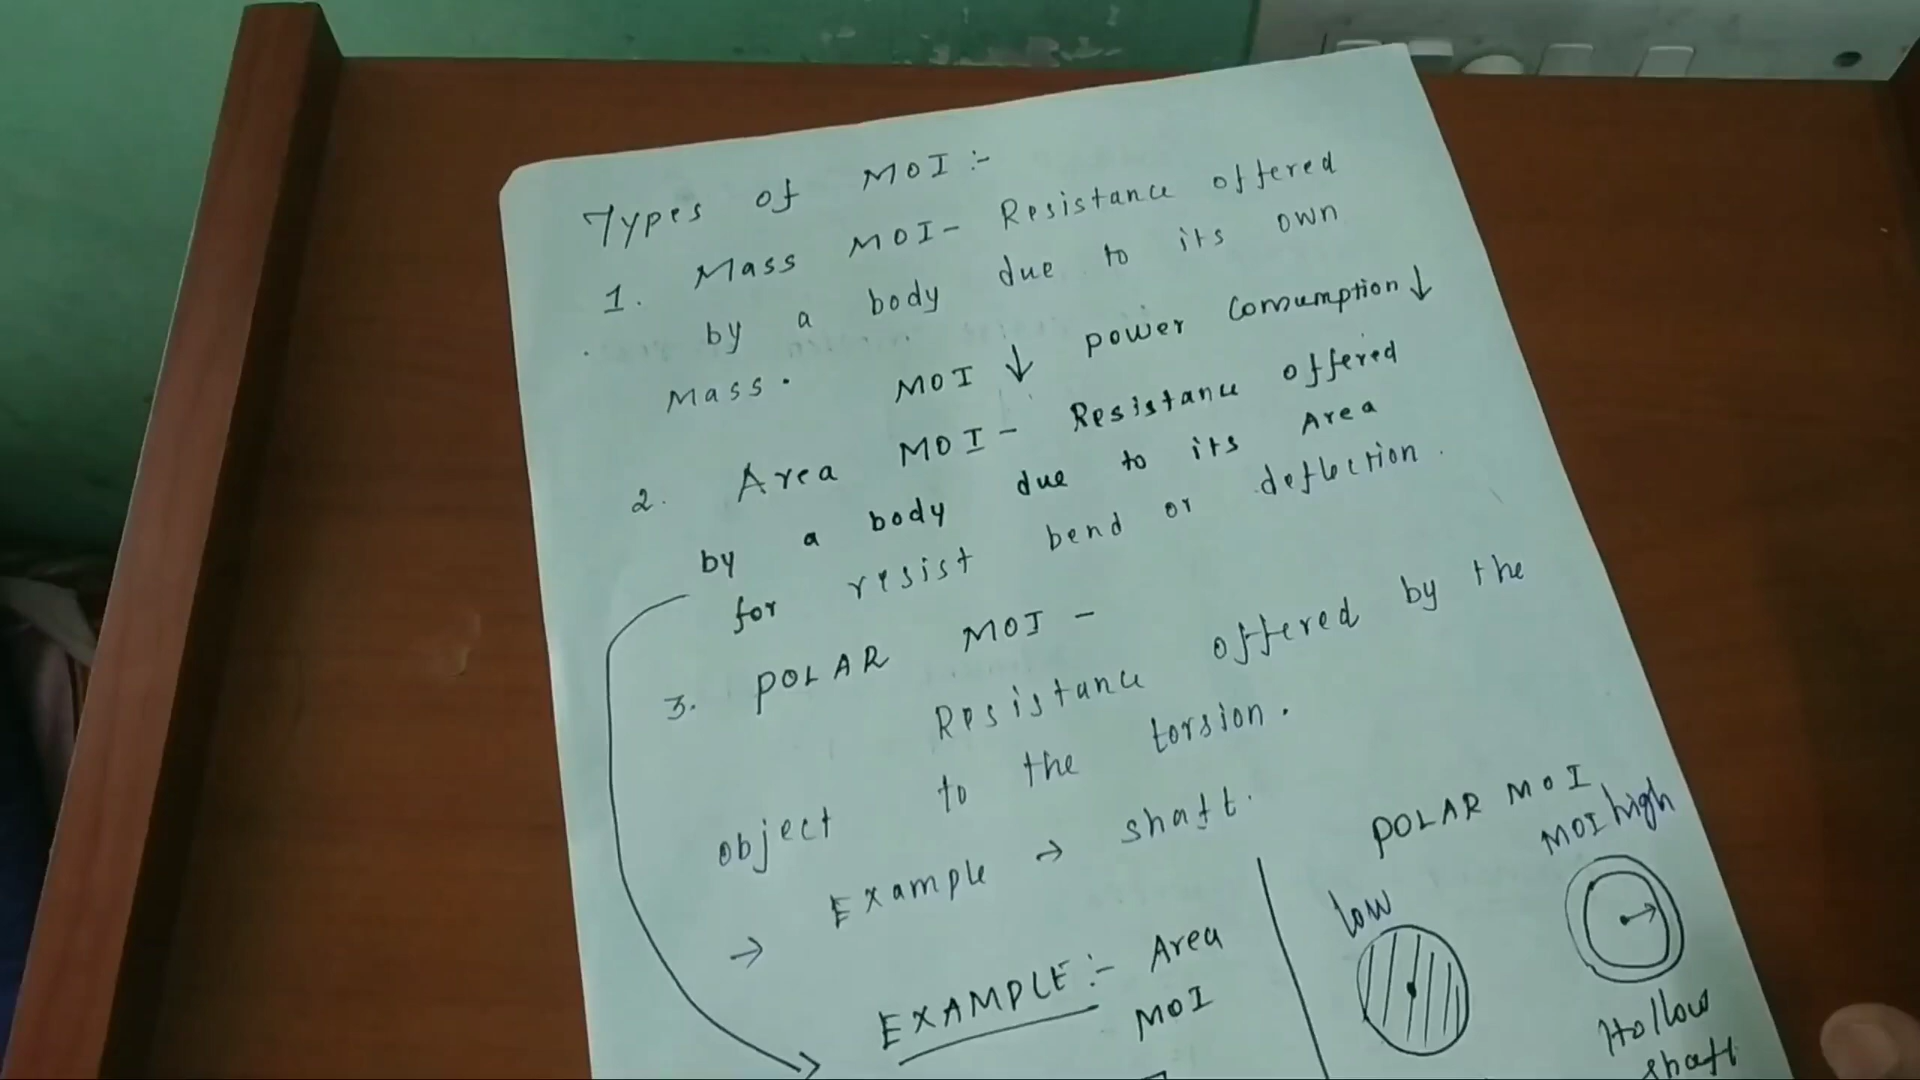 Types of MOI :-
1. Mass MOI - Resistance offered
by a body due to its own
Mass. MOI ↓ power Consumption ↓
2. Area MOI - Resistance offered
by a body due to its Area
for resist bend or deflection.
3. POLAR MOI -
Resistance offered by the
object to the torsion.
→ Example → shaft.
EXAMPLE :- Area
MOI
POLAR MOI
low
MOI high
Hollow
shaft